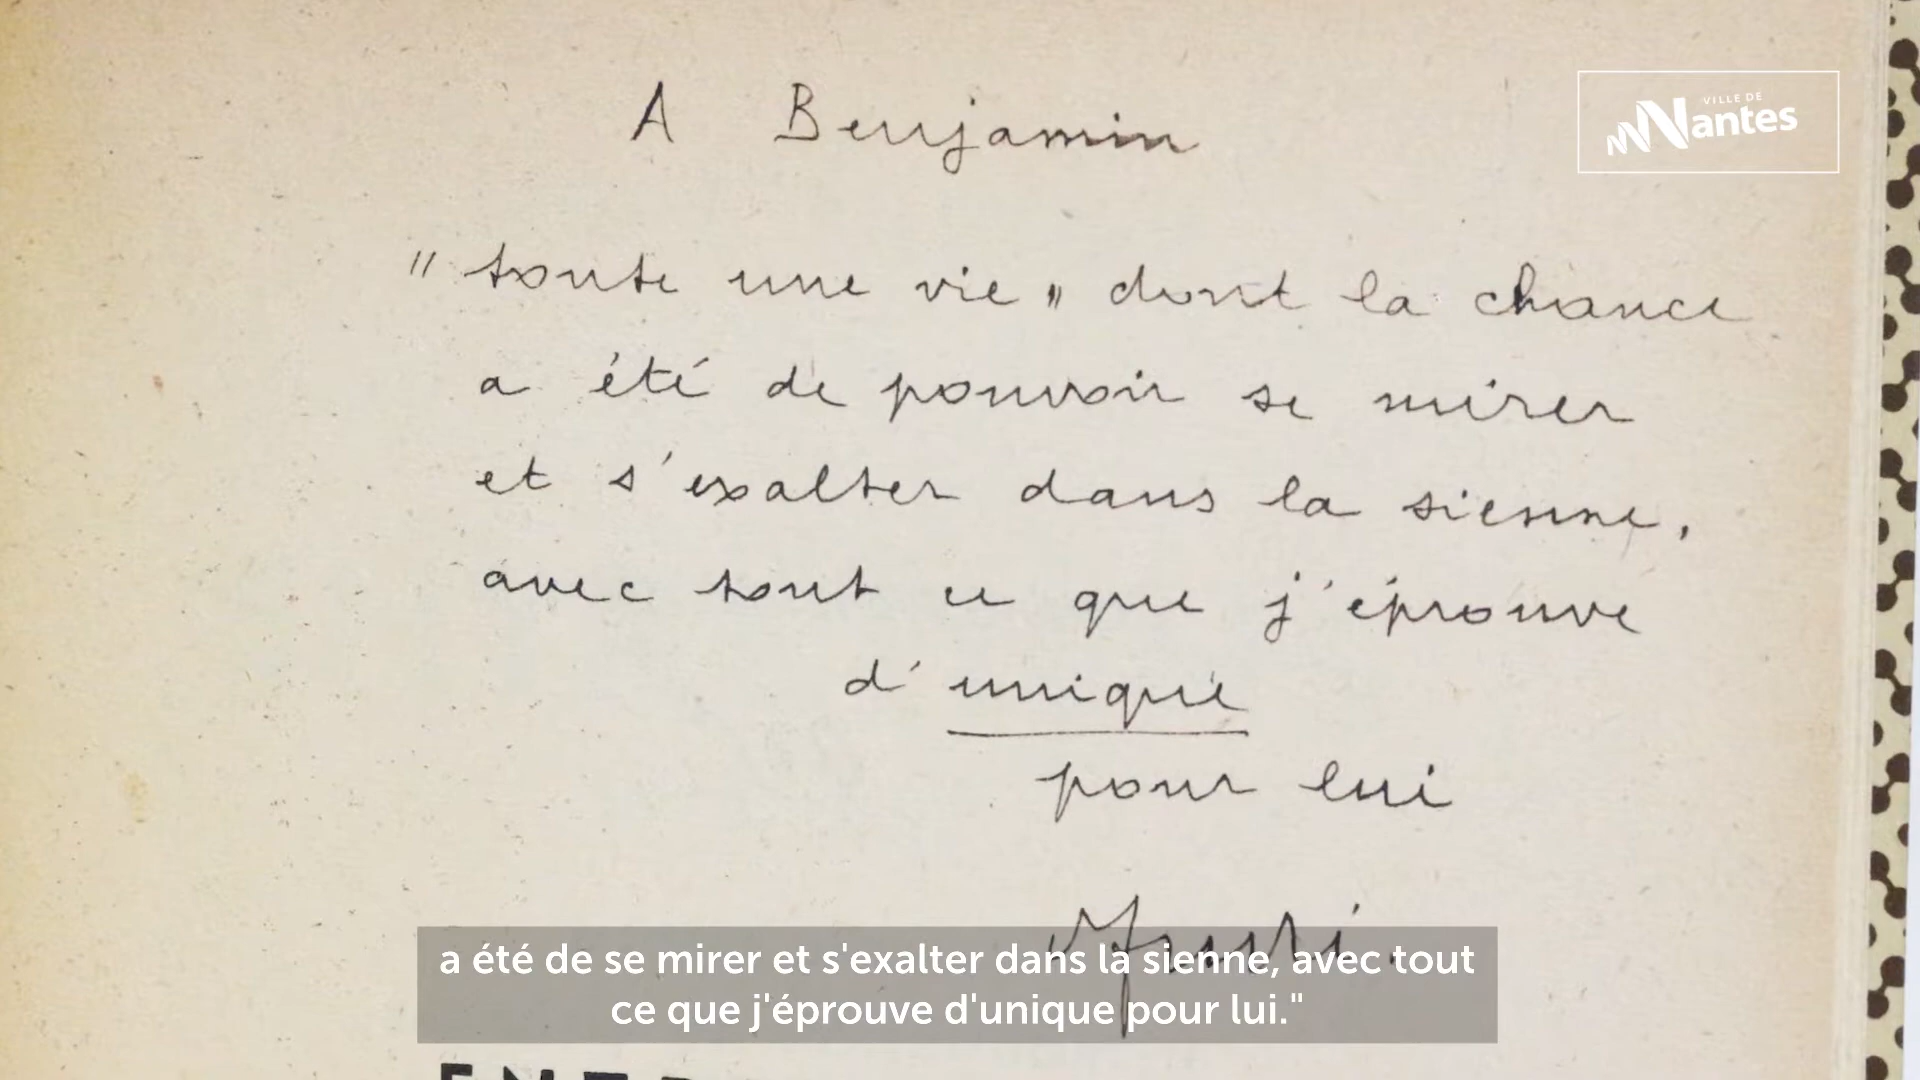 A Benjamin
VILLE DE
Nantes
" toute une vie " dont la chance
a été de pouvoir se mirer
et s'exalter dans la sienne,
avec tout ce que j'éprouve
d'unique
pour lui
a été de se mirer et s'exalter dans la sienne, avec tout
ce que j'éprouve d'unique pour lui."